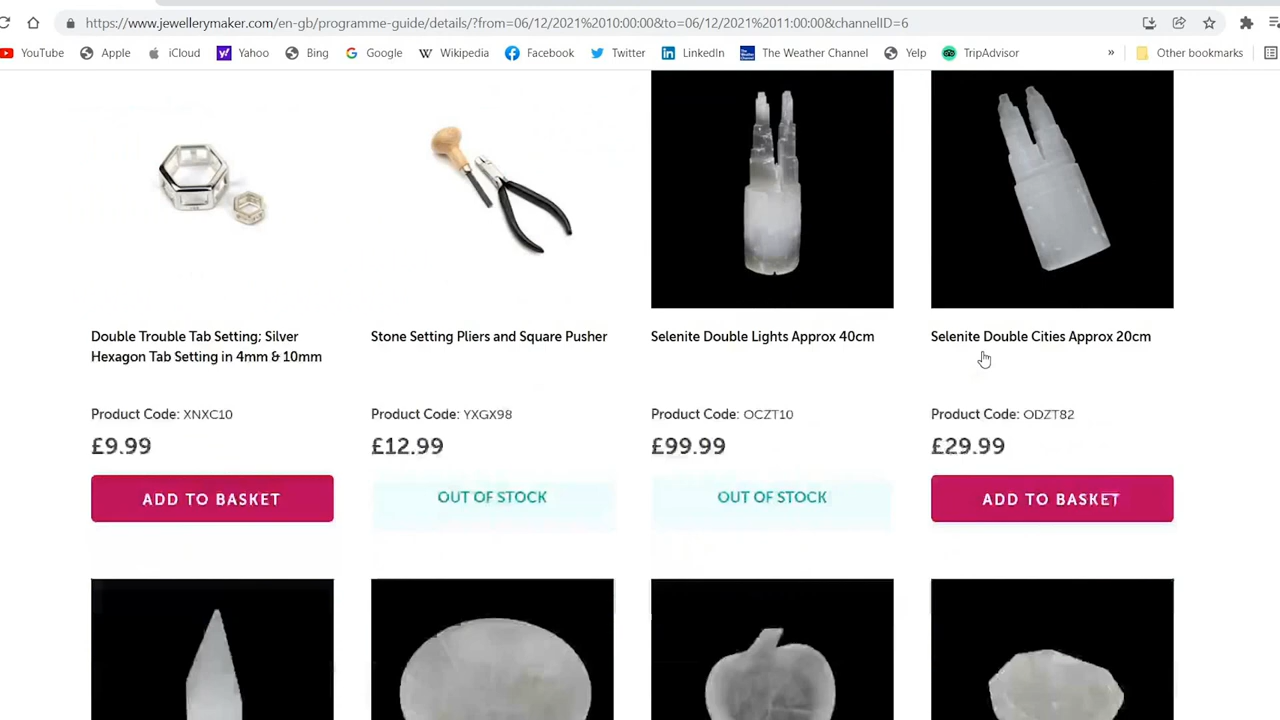 https://www.jewellerymaker.com/en-gb/programme-guide/details/?from=06/12/2021%2010:00:00&to=06/12/2021%2011:00:00&channelID=6
YouTube Apple iCloud Yahoo Bing Google Wikipedia Facebook Twitter LinkedIn The Weather Channel Yelp TripAdvisor » Other bookmarks
Double Trouble Tab Setting; Silver
Hexagon Tab Setting in 4mm & 10mm
Product Code: XNXC10
£9.99
ADD TO BASKET
Stone Setting Pliers and Square Pusher
Product Code: YXGX98
£12.99
OUT OF STOCK
Selenite Double Lights Approx 40cm
Product Code: OCZT10
£99.99
OUT OF STOCK
Selenite Double Cities Approx 20cm
Product Code: ODZT82
£29.99
ADD TO BASKET